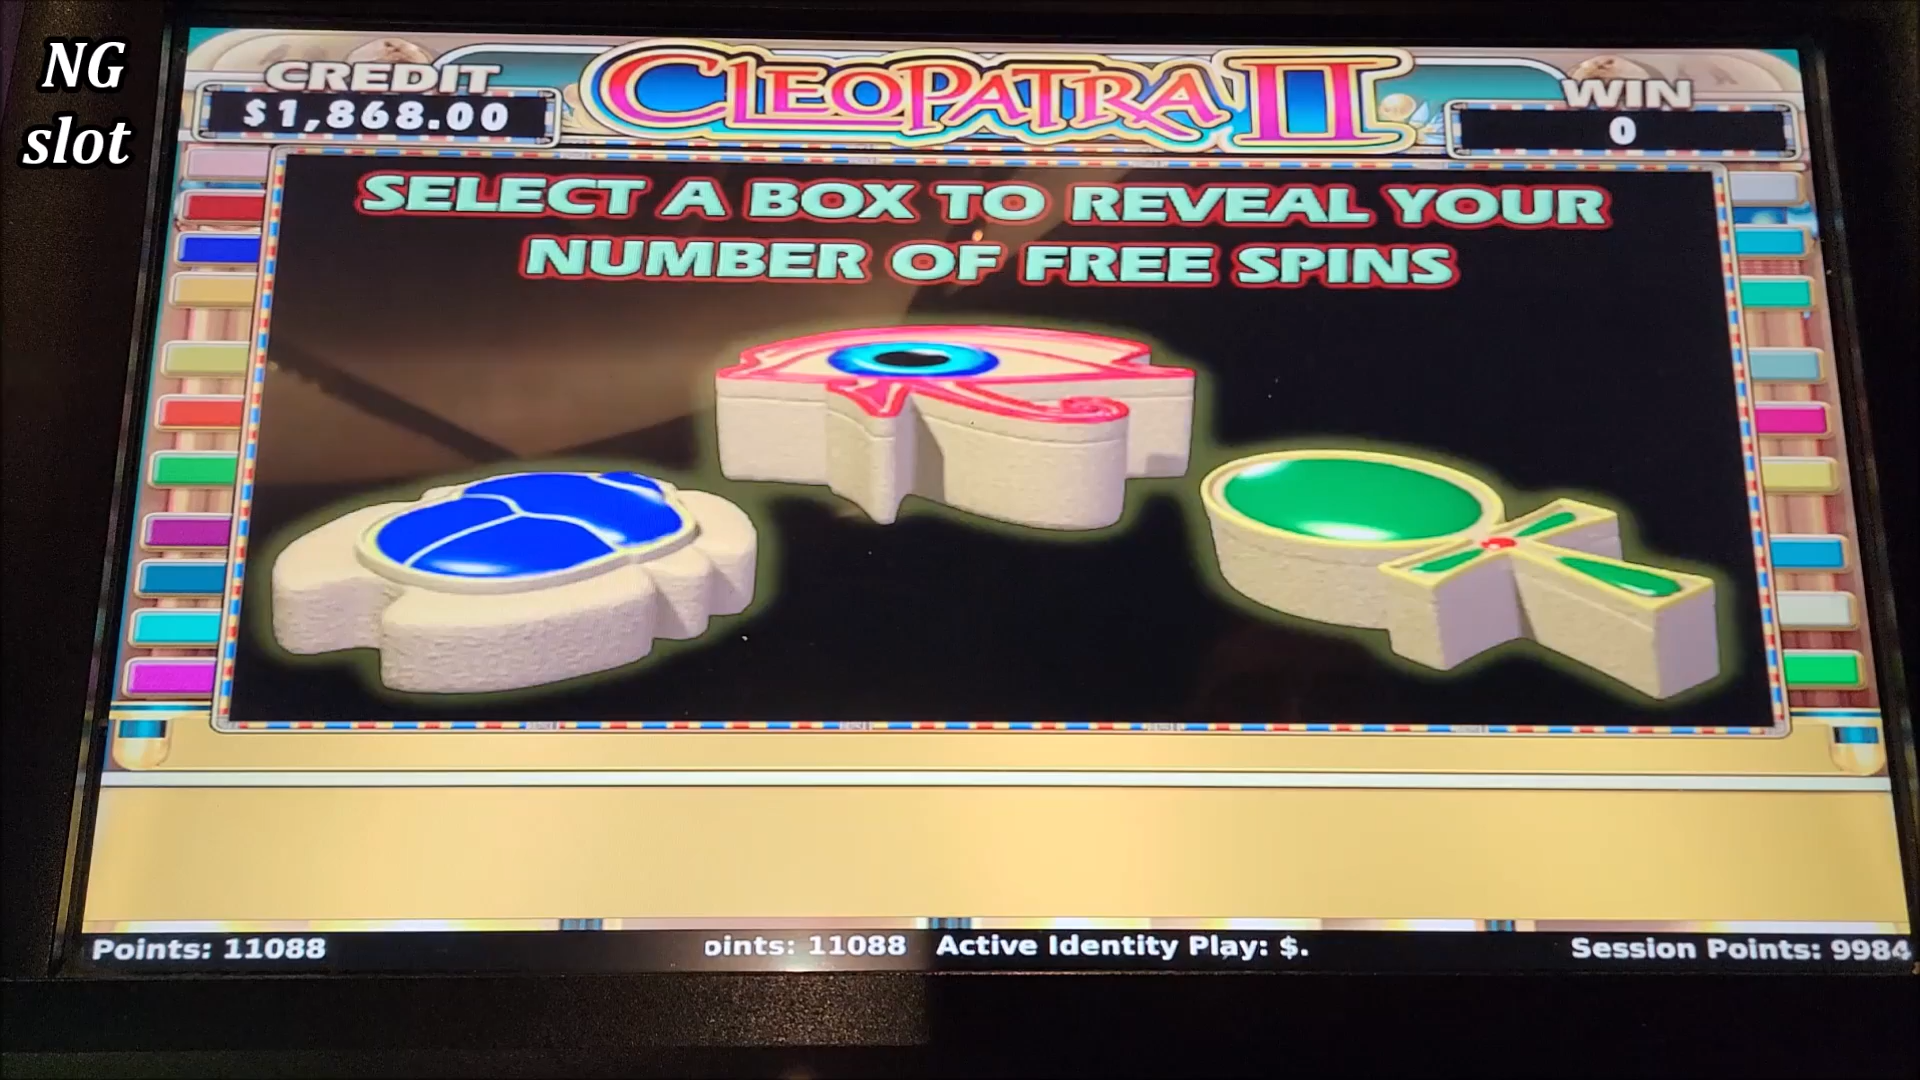 NG
slot
CREDIT
$1,868.00
CLEOPATRA II
WIN
0
SELECT A BOX TO REVEAL YOUR
NUMBER OF FREE SPINS
Points: 11088
oints: 11088 Active Identity Play: $.
Session Points: 9984